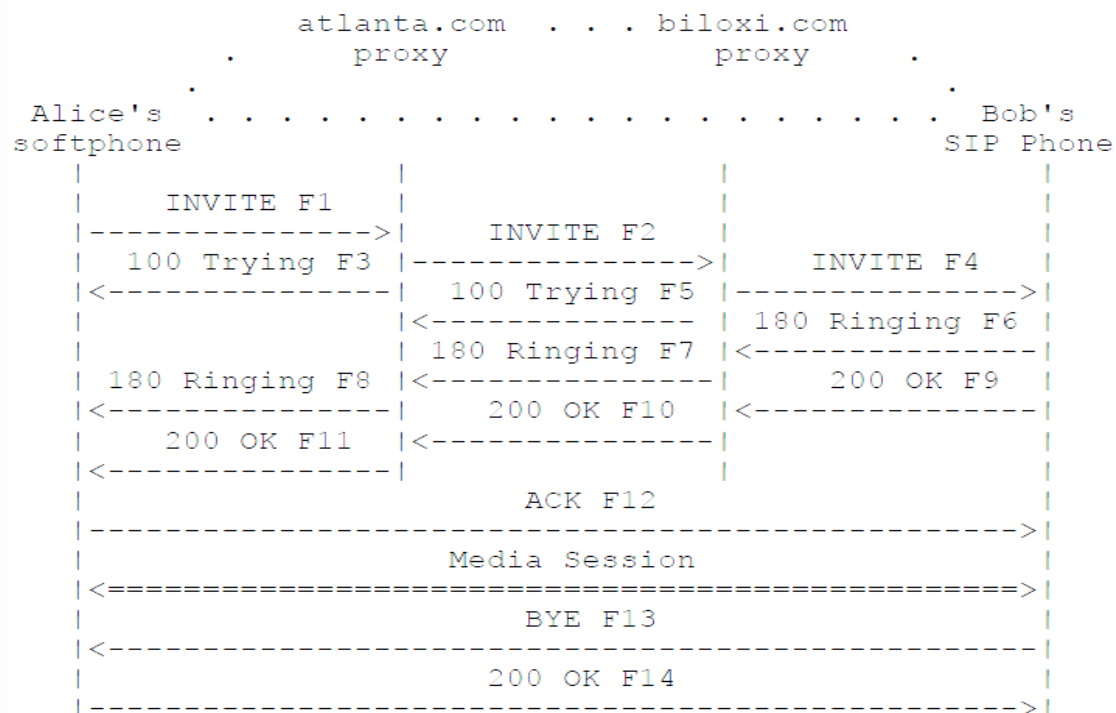 atlanta.com . . . biloxi.com
. proxy proxy .
. .
Alice's . . . . . . . . . . . . . . . . . . . . Bob's
softphone SIP Phone
| | | |
| INVITE F1 | | |
|--------------->| INVITE F2 | |
| 100 Trying F3 |--------------->| INVITE F4 |
|<---------------| 100 Trying F5 |--------------->|
| |<-------------- | 180 Ringing F6 |
| | 180 Ringing F7 |<---------------|
| 180 Ringing F8 |<---------------| 200 OK F9 |
|<---------------| 200 OK F10 |<---------------|
| 200 OK F11 |<---------------| |
|<---------------| | |
| ACK F12 |
|------------------------------------------------->|
| Media Session |
|<================================================>|
| BYE F13 |
|<-------------------------------------------------|
| 200 OK F14 |
|------------------------------------------------->|